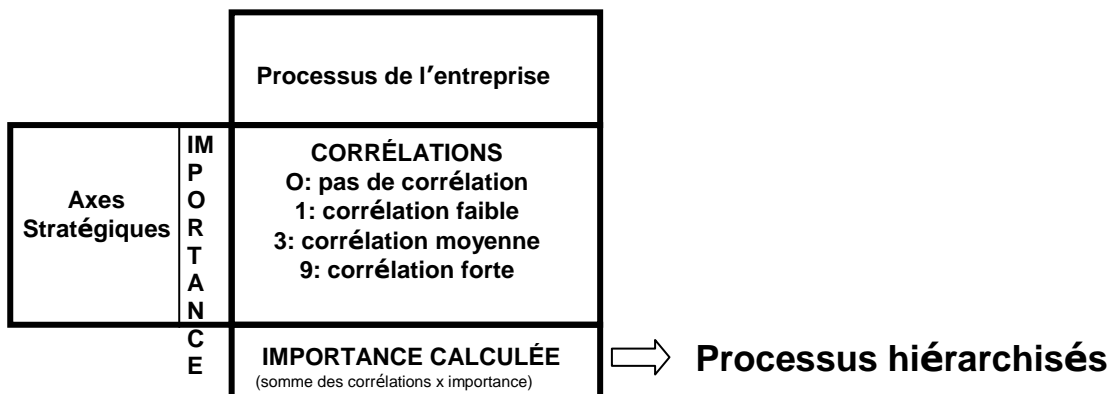 Processus de l'entreprise
Axes
Stratégiques
IM
P
O
R
T
A
N
C
E
CORRÉLATIONS
O: pas de corrélation
1: corrélation faible
3: corrélation moyenne
9: corrélation forte
IMPORTANCE CALCULÉE
(somme des corrélations x importance)
Processus hiérarchisés